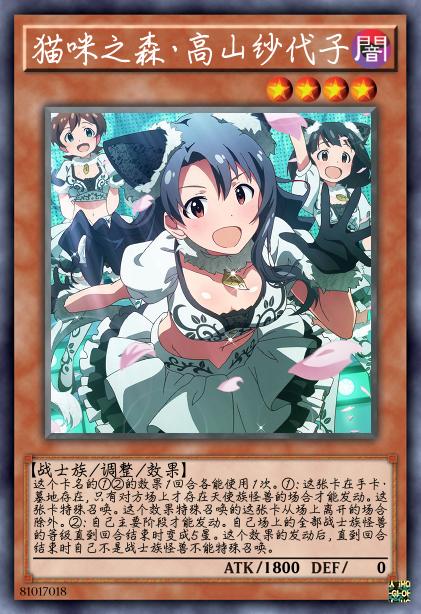 猫咪之森·高山纱代子 闇
【战士族/调整/效果】
这个卡名的①②的效果1回合各能使用1次。①:这张卡在手卡·
墓地存在,只有对方场上才存在天使族怪兽的场合才能发动。这
张卡特殊召唤。这个效果特殊召唤的这张卡从场上离开的场合
除外。②:自己主要阶段才能发动。自己场上的全部战士族怪兽
的等级直到回合结束时变成5星。这个效果的发动后,直到回合
结束时自己不是战士族怪兽不能特殊召唤。
ATK/1800 DEF/ 0
81017018